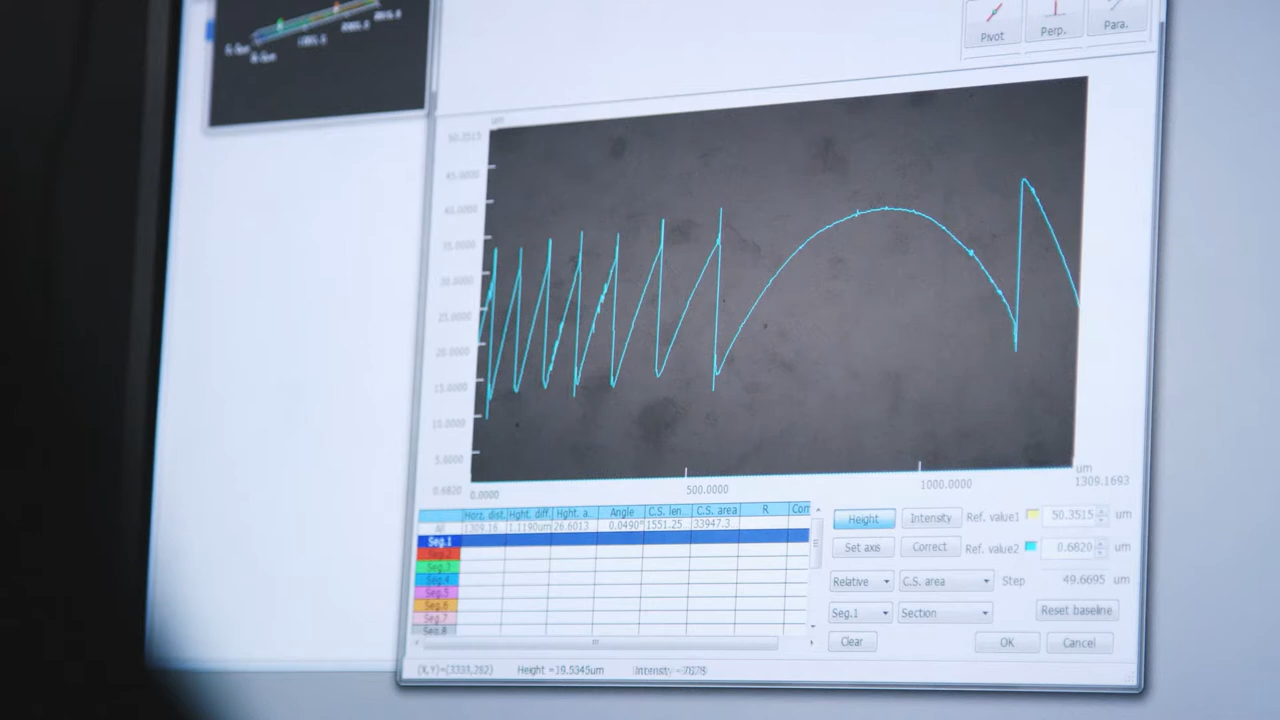 Pivot Perp. Para.
um
50.3515
45.0000
40.0000
35.0000
30.0000
25.0000
20.0000
15.0000
10.0000
5.0000
0.6820
0.0000 500.0000 1000.0000 um
1309.1693
Horz. dist. Hght. diff. Hght. a. Angle C.S. len... C.S. area R
All 1309.16 1.1190um 26.6013 0.0490° 1551.25 33947.3
Seg.1
Seg.2
Seg.3
Seg.4
Seg.5
Seg.6
Seg.7
Seg.8
Height Intensity Ref. value1 50.3515 um
Set axis Correct Ref. value2 0.6820 um
Relative C.S. area Step 49.6695 um
Seg.1 Section Reset baseline
Clear OK Cancel
Height=19.5345um